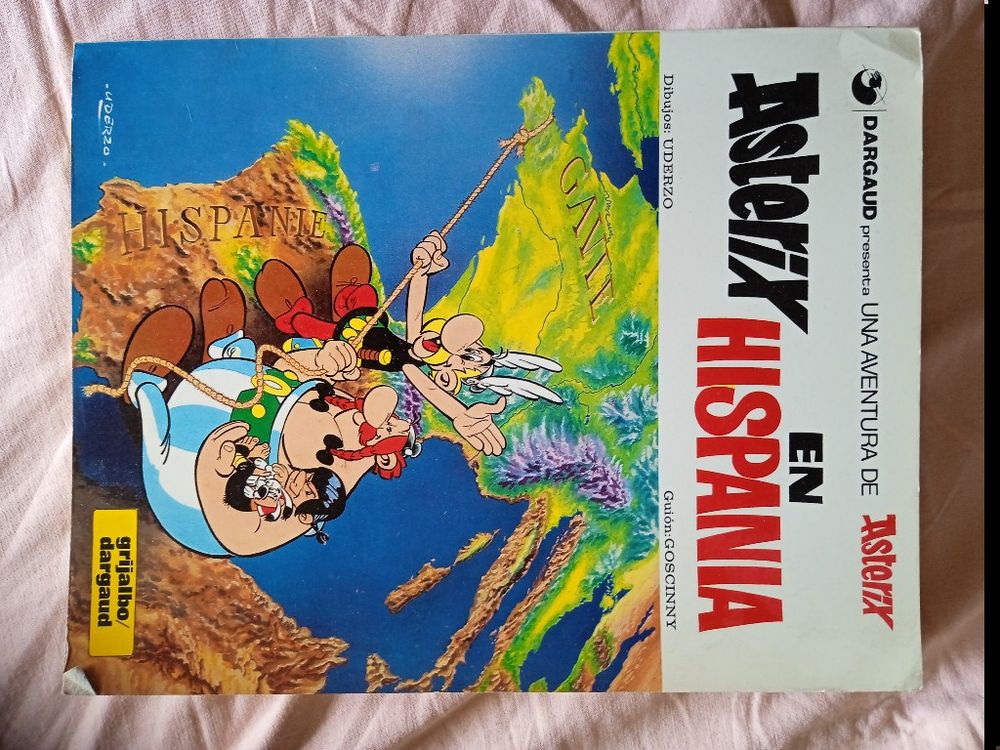 DARGAUD presenta UNA AVENTURA DE Asterix
Asterix
EN
HISPANIA
Dibujos: UDERZO
Guión:GOSCINNY
GAULE
HISPANIE
.UDERZO.
grijalbo/
dargaud